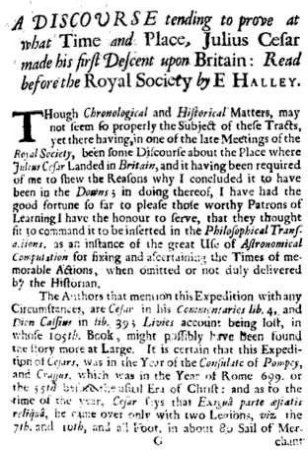 A DISCOURSE tending to prove at
what Time and Place, Julius Cesar
made his first Descent upon Britain: Read
before the Royal Society by E HALLEY.
THough Chronological and Historical Matters, may
not seem so properly the Subject of these Tracts,
yet there having, in one of the late Meetings of the
Royal Society, been some Discourse about the Place where
Julius Cesar Landed in Britain, and it having been required
of me to shew the Reasons why I concluded it to have
been in the Downs; in doing thereof, I have had the
good fortune so far to please those worthy Patrons of
Learning I have the honour to serve, that they thought
fit to command it to be inserted in the Philosophical Trans-
actions, as an instance of the great Use of Astronomical
Computation for fixing and ascertaining the Times of me-
morable Actions, when omitted or not duly delivered
by the Historian.
The Authors that mention this Expedition with any
Circumstances, are Cesar in his Commentaries lib. 4, and
Dion Cassius in lib. 39; Livies account being lost, in
whose 105th. Book, might possibly have been found
the story more at large. It is certain that this Expedi-
tion of Cesars, was in the Year of the Consulate of Pompey,
and Crassus, which was in the Year of Rome 699. or
the 55th before the usual Era of Christ: and as to the
time of the year, Cesar says that Exiguâ parte æstatis
reliquâ, he came over only with two Legions, viz. the
7th. and 10th, and all Foot, in about 80 Sail of Mer-
G
chant